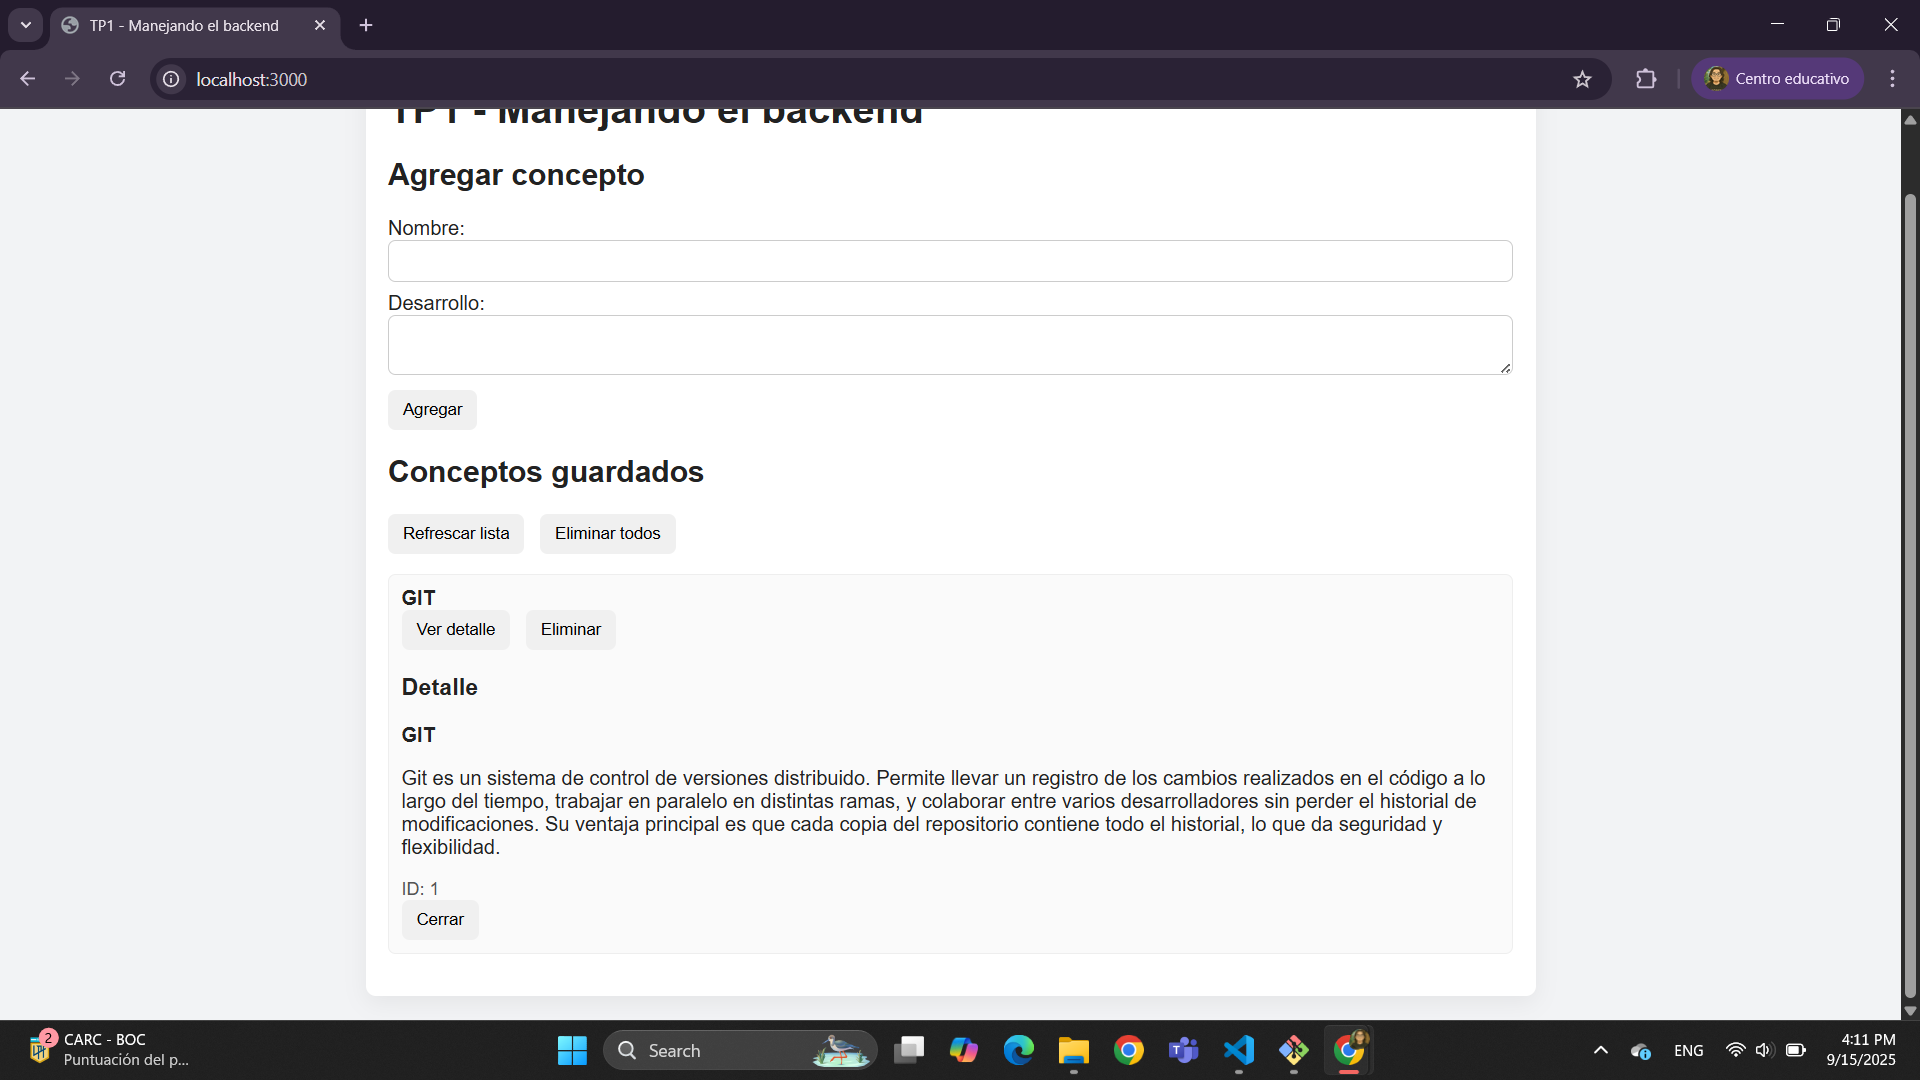 TP1 - Manejando el backend
localhost:3000
Centro educativo
TP1 - Manejando el backend
Agregar concepto
Nombre:
Desarrollo:
Agregar
Conceptos guardados
Refrescar lista
Eliminar todos
GIT
Ver detalle
Eliminar
Detalle
GIT
Git es un sistema de control de versiones distribuido. Permite llevar un registro de los cambios realizados en el código a lo
largo del tiempo, trabajar en paralelo en distintas ramas, y colaborar entre varios desarrolladores sin perder el historial de
modificaciones. Su ventaja principal es que cada copia del repositorio contiene todo el historial, lo que da seguridad y
flexibilidad.
ID: 1
Cerrar
2
CARC - BOC
Puntuación del p...
Search
ENG
4:11 PM
9/15/2025